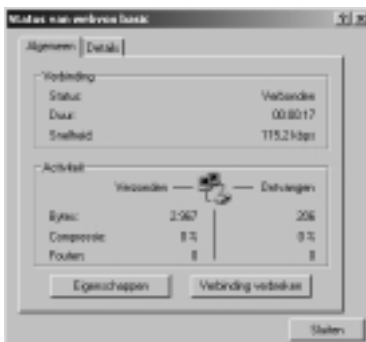 Status van webvon basic
Algemeen Details
Verbinding
Status: Verbonden
Duur: 00:00:17
Snelheid 115,2 kbps
Activiteit
Verzonden — Ontvangen
Bytes: 2.967 206
Compressie: 0 % 0 %
Fouten: 0 0
Eigenschappen Verbinding verbreken
Sluiten